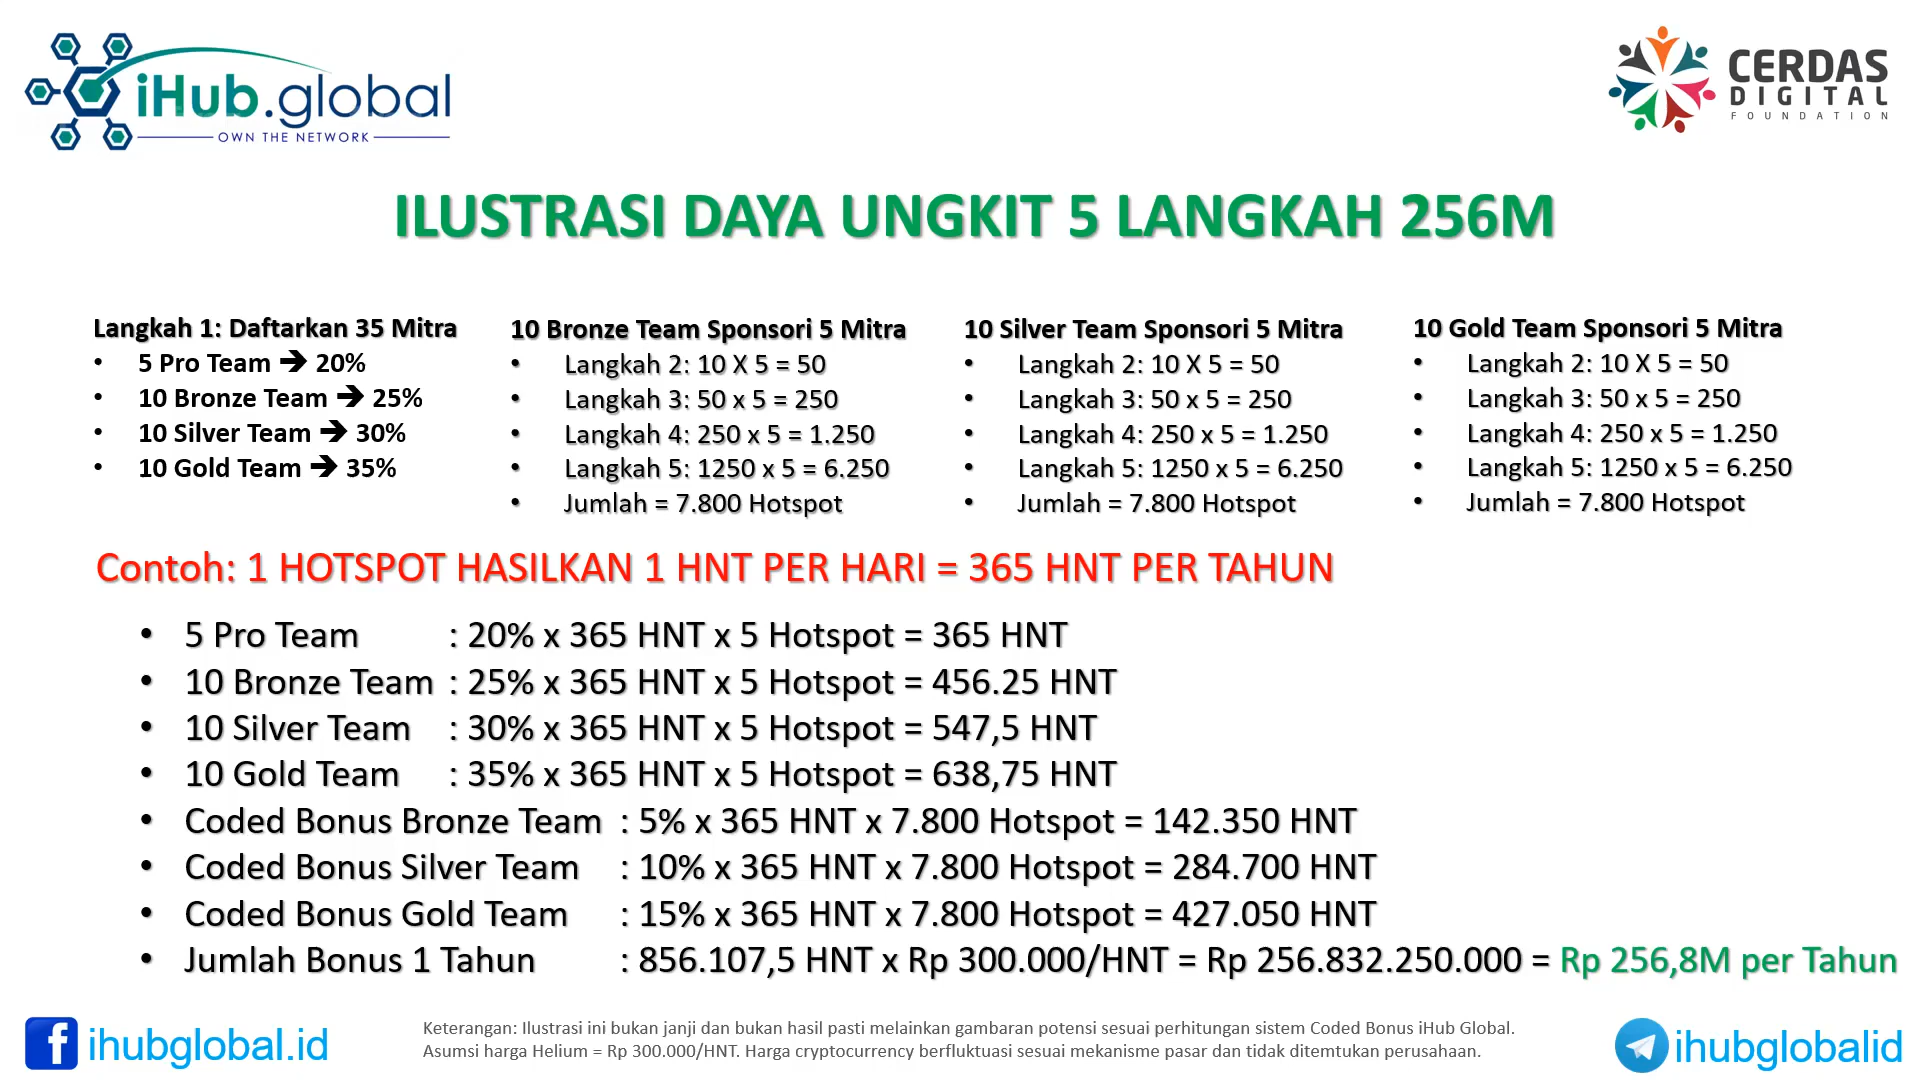 iHub.global
OWN THE NETWORK
CERDAS
DIGITAL
FOUNDATION
ILUSTRASI DAYA UNGKIT 5 LANGKAH 256M
Langkah 1: Daftarkan 35 Mitra
• 5 Pro Team ➔ 20%
• 10 Bronze Team ➔ 25%
• 10 Silver Team ➔ 30%
• 10 Gold Team ➔ 35%
10 Bronze Team Sponsori 5 Mitra
• Langkah 2: 10 X 5 = 50
• Langkah 3: 50 x 5 = 250
• Langkah 4: 250 x 5 = 1.250
• Langkah 5: 1250 x 5 = 6.250
• Jumlah = 7.800 Hotspot
10 Silver Team Sponsori 5 Mitra
• Langkah 2: 10 X 5 = 50
• Langkah 3: 50 x 5 = 250
• Langkah 4: 250 x 5 = 1.250
• Langkah 5: 1250 x 5 = 6.250
• Jumlah = 7.800 Hotspot
10 Gold Team Sponsori 5 Mitra
• Langkah 2: 10 X 5 = 50
• Langkah 3: 50 x 5 = 250
• Langkah 4: 250 x 5 = 1.250
• Langkah 5: 1250 x 5 = 6.250
• Jumlah = 7.800 Hotspot
Contoh: 1 HOTSPOT HASILKAN 1 HNT PER HARI = 365 HNT PER TAHUN
• 5 Pro Team : 20% x 365 HNT x 5 Hotspot = 365 HNT
• 10 Bronze Team : 25% x 365 HNT x 5 Hotspot = 456.25 HNT
• 10 Silver Team : 30% x 365 HNT x 5 Hotspot = 547,5 HNT
• 10 Gold Team : 35% x 365 HNT x 5 Hotspot = 638,75 HNT
• Coded Bonus Bronze Team : 5% x 365 HNT x 7.800 Hotspot = 142.350 HNT
• Coded Bonus Silver Team : 10% x 365 HNT x 7.800 Hotspot = 284.700 HNT
• Coded Bonus Gold Team : 15% x 365 HNT x 7.800 Hotspot = 427.050 HNT
• Jumlah Bonus 1 Tahun : 856.107,5 HNT x Rp 300.000/HNT = Rp 256.832.250.000 = Rp 256,8M per Tahun
f ihubglobal.id
Keterangan: Ilustrasi ini bukan janji dan bukan hasil pasti melainkan gambaran potensi sesuai perhitungan sistem Coded Bonus iHub Global.
Asumsi harga Helium = Rp 300.000/HNT. Harga cryptocurrency berfluktuasi sesuai mekanisme pasar dan tidak ditemtukan perusahaan.
ihubglobalid